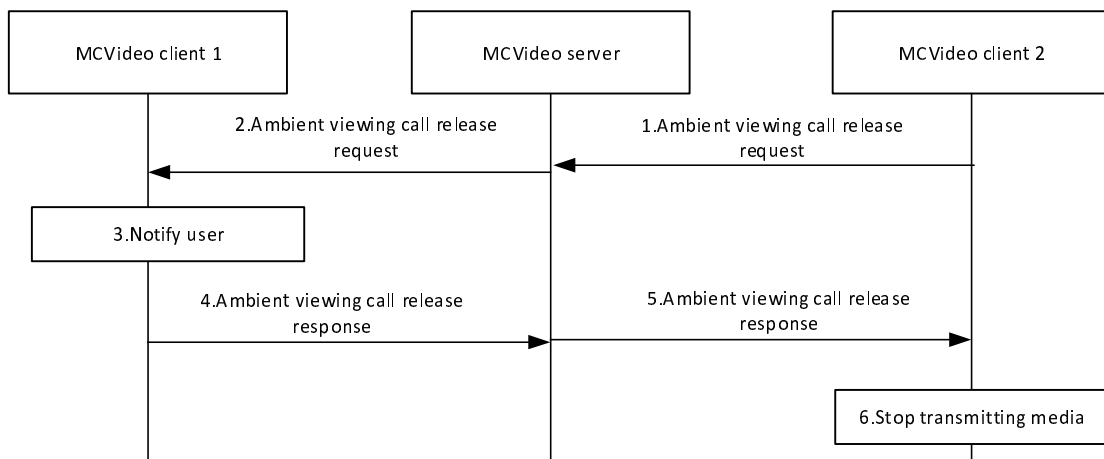 MCVideo client 1
MCVideo server
MCVideo client 2
2.Ambient viewing call release
request
1.Ambient viewing call release
request
3.Notify user
4.Ambient viewing call release
response
5.Ambient viewing call release
response
6.Stop transmitting media